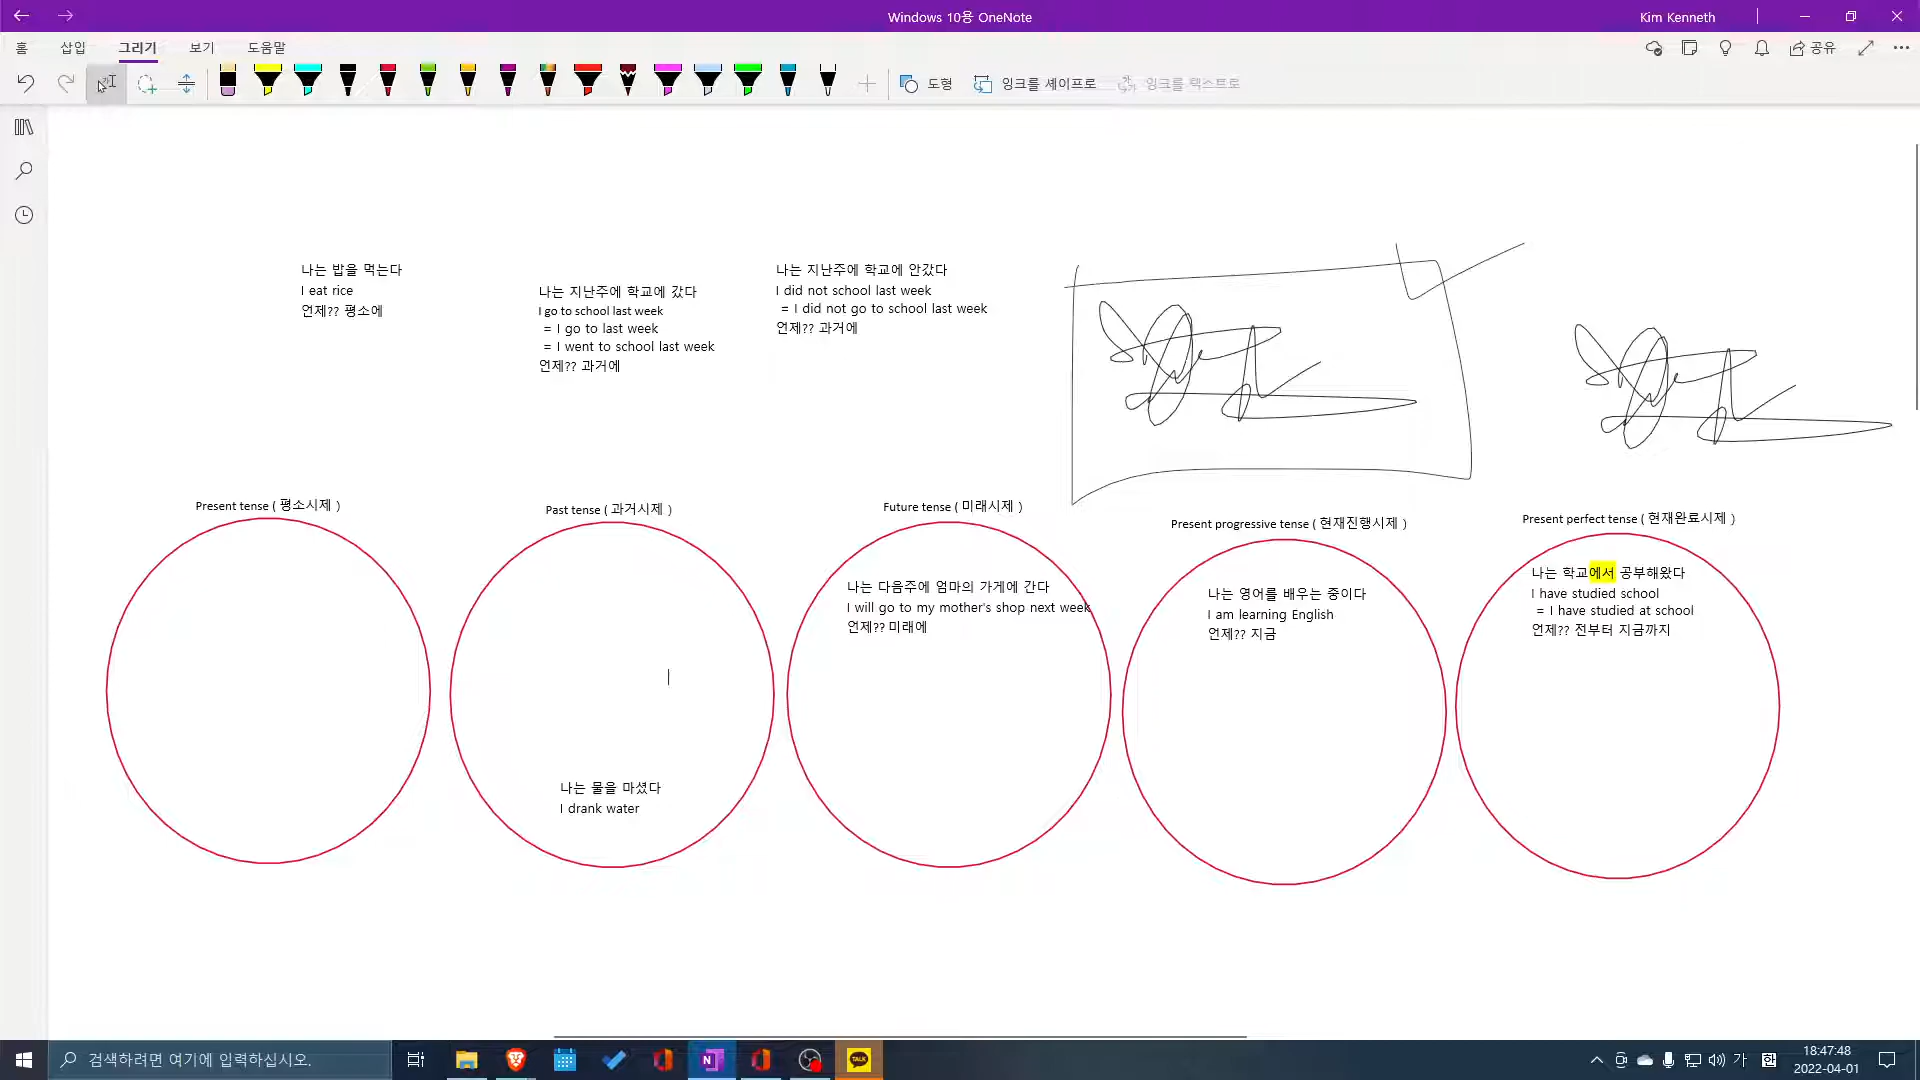 Windows 10용 OneNote
Kim Kenneth
홈 삽입 그리기 보기 도움말
공유
도형 잉크를 셰이프로 잉크를 텍스트로
나는 밥을 먹는다
I eat rice
언제?? 평소에
나는 지난주에 학교에 갔다
I go to school last week
= I go to last week
= I went to school last week
언제?? 과거에
나는 지난주에 학교에 안갔다
I did not school last week
= I did not go to school last week
언제?? 과거에
Present tense ( 평소시제 )
Past tense ( 과거시제 )
나는 물을 마셨다
I drank water
Future tense ( 미래시제 )
나는 다음주에 엄마의 가게에 간다
I will go to my mother's shop next week
언제?? 미래에
Present progressive tense ( 현재진행시제 )
나는 영어를 배우는 중이다
I am learning English
언제?? 지금
Present perfect tense ( 현재완료시제 )
나는 학교에서 공부해왔다
I have studied school
= I have studied at school
언제?? 전부터 지금까지
검색하려면 여기에 입력하십시오.
N
TALK
가
한
18:47:48
2022-04-01